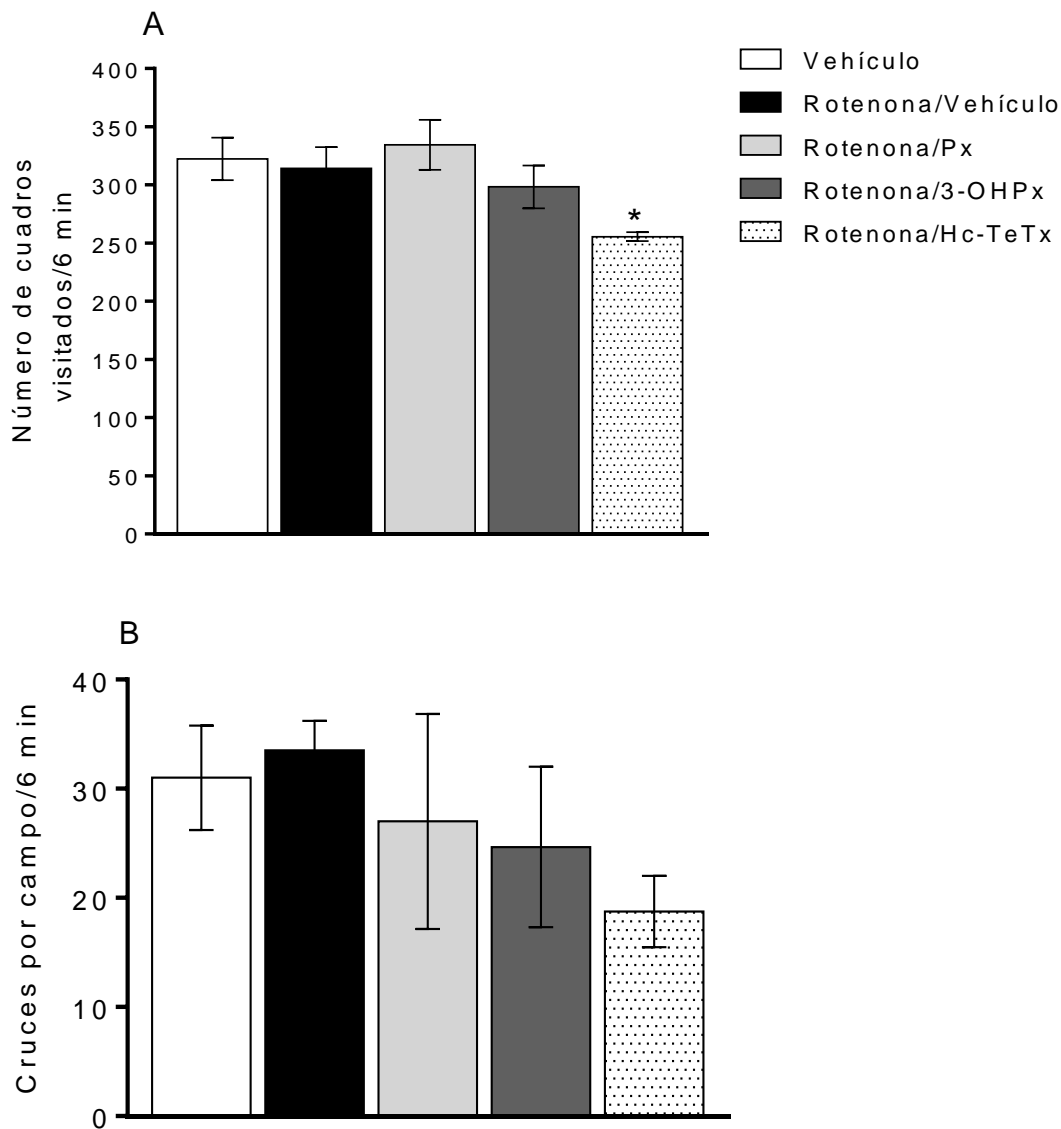 A
400
350
300
250
200
150
100
50
0
Número de cuadros
visitados/6 min
*
Vehículo
Rotenona/Vehículo
Rotenona/Px
Rotenona/3-OHPx
Rotenona/Hc-TeTx
B
40
30
20
10
0
Cruces por campo/6 min